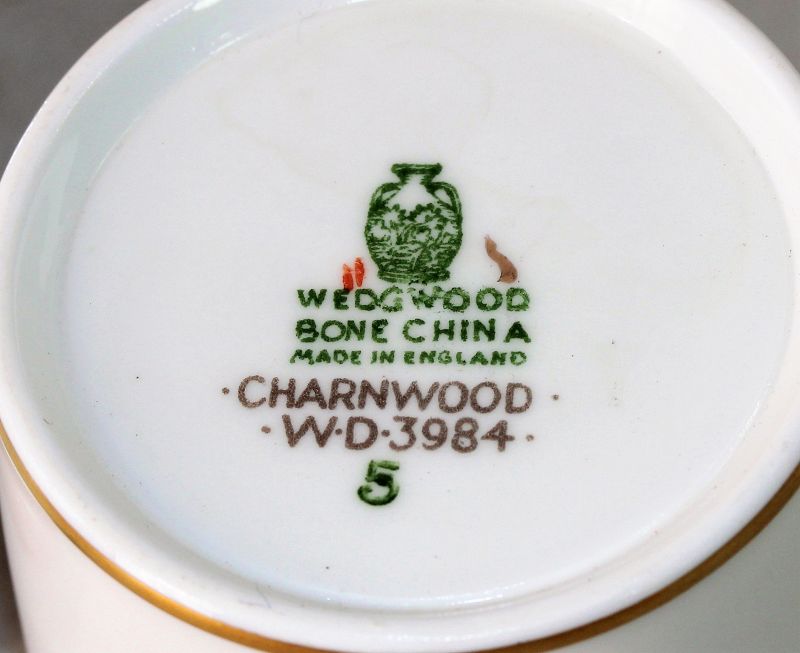 WEDGWOOD
BONE CHINA
MADE IN ENGLAND
·CHARNWOOD·
·W·D·3984·
5